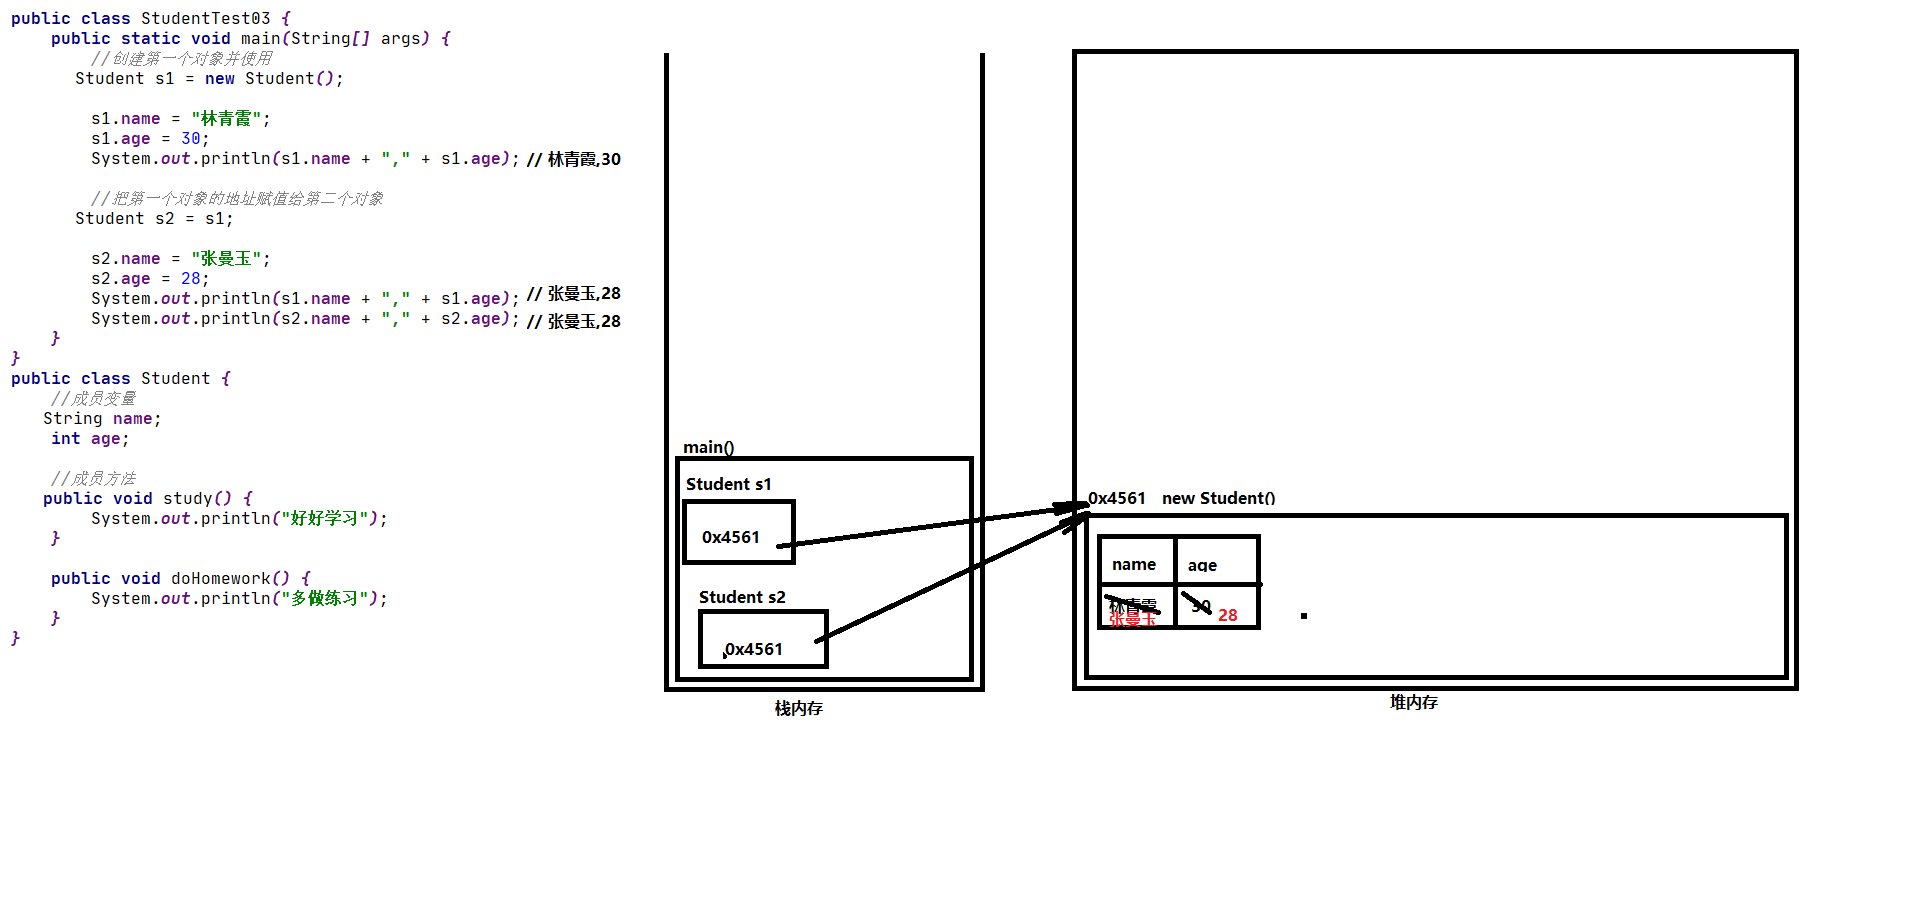 public class StudentTest03 {
public static void main(String[] args) {
//创建第一个对象并使用
Student s1 = new Student();
s1.name = "林青霞";
s1.age = 30;
System.out.println(s1.name + "," + s1.age); // 林青霞,30
//把第一个对象的地址赋值给第二个对象
Student s2 = s1;
s2.name = "张曼玉";
s2.age = 28;
System.out.println(s1.name + "," + s1.age); // 张曼玉,28
System.out.println(s2.name + "," + s2.age); // 张曼玉,28
}
}
public class Student {
//成员变量
String name;
int age;
//成员方法
public void study() {
System.out.println("好好学习");
}
public void doHomework() {
System.out.println("多做练习");
}
}
main()
Student s1
0x4561
Student s2
0x4561
栈内存
0x4561 new Student()
name age
林青霞 30
张曼玉 28
堆内存